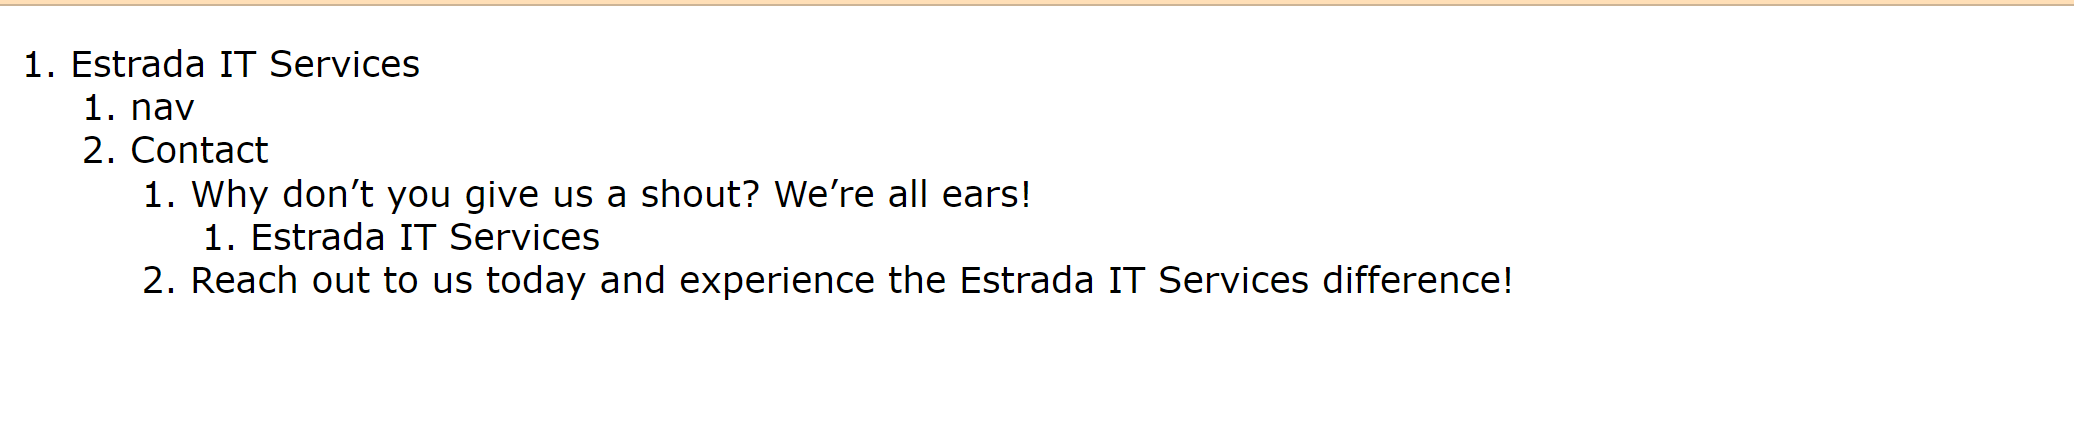 1. Estrada IT Services
1. nav
2. Contact
1. Why don’t you give us a shout? We’re all ears!
1. Estrada IT Services
2. Reach out to us today and experience the Estrada IT Services difference!